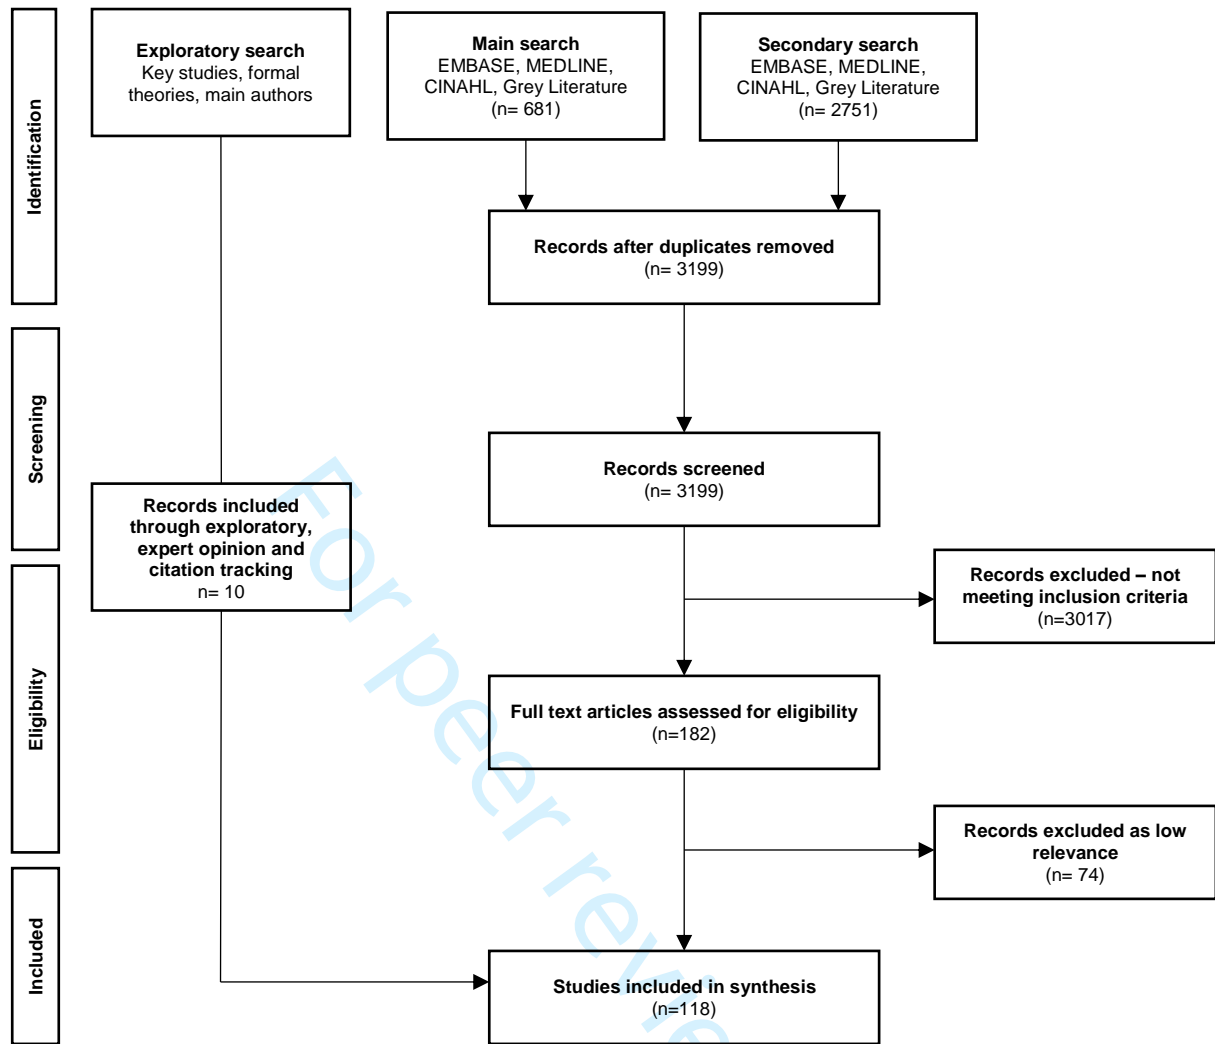 Identification
Exploratory search
Key studies, formal
theories, main authors
Main search
EMBASE, MEDLINE,
CINAHL, Grey Literature
(n= 681)
Secondary search
EMBASE, MEDLINE,
CINAHL, Grey Literature
(n= 2751)
Records after duplicates removed
(n= 3199)
Screening
Records screened
(n= 3199)
Records included
through exploratory,
expert opinion and
citation tracking
n= 10
Records excluded – not
meeting inclusion criteria
(n=3017)
Eligibility
Full text articles assessed for eligibility
(n=182)
Records excluded as low
relevance
(n= 74)
Included
Studies included in synthesis
(n=118)
For peer revie